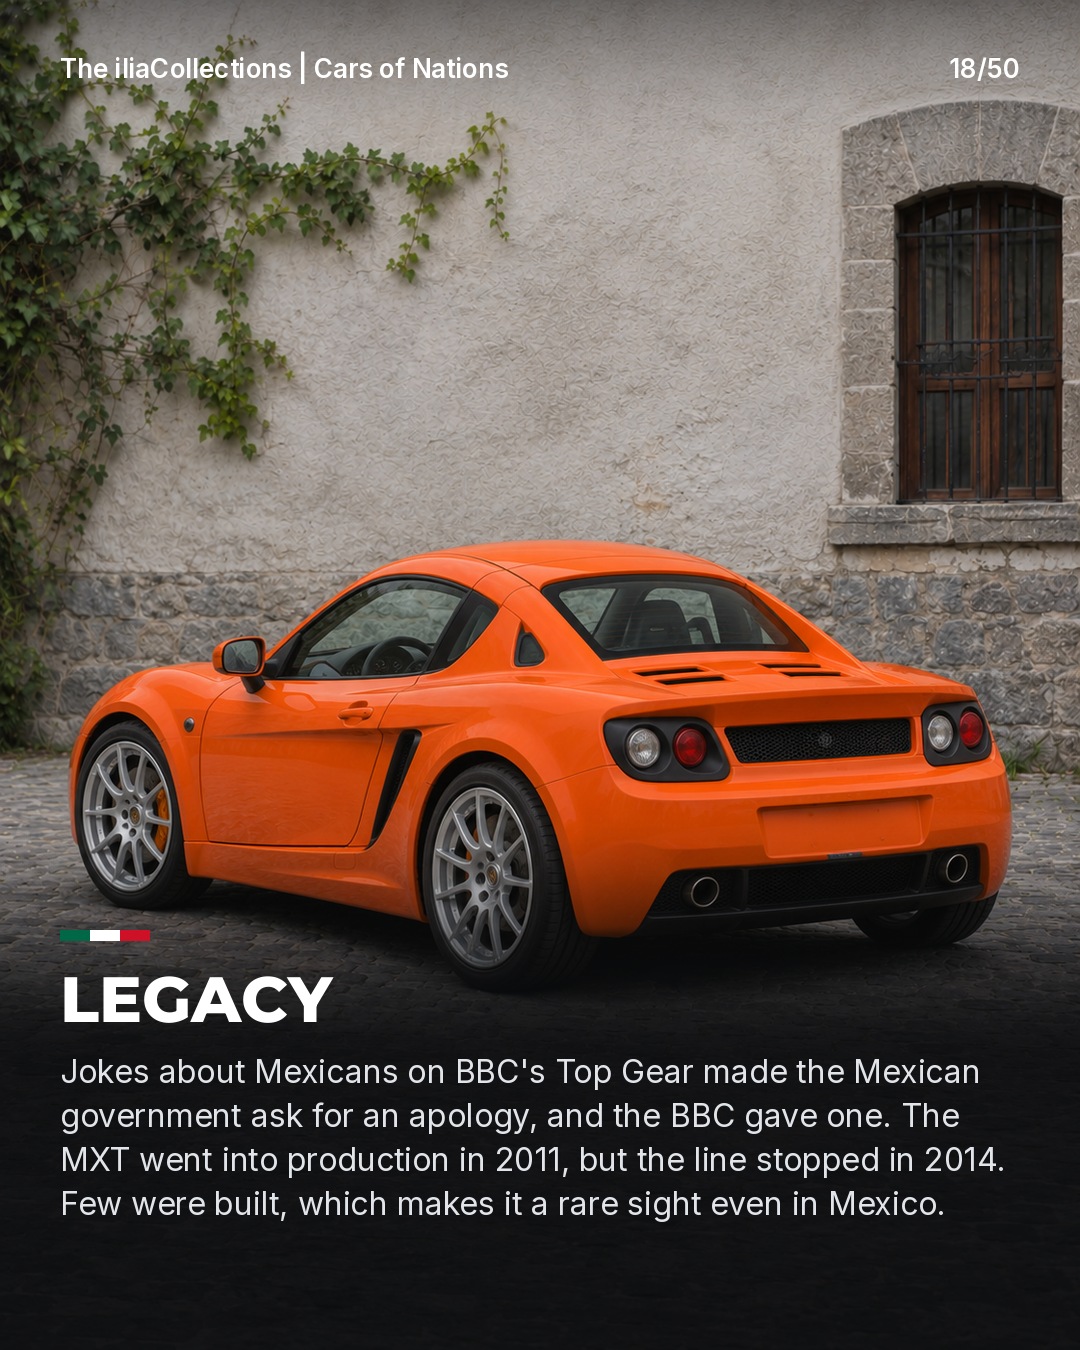 The iliaCollections | Cars of Nations
18/50
LEGACY
Jokes about Mexicans on BBC's Top Gear made the Mexican
government ask for an apology, and the BBC gave one. The
MXT went into production in 2011, but the line stopped in 2014.
Few were built, which makes it a rare sight even in Mexico.